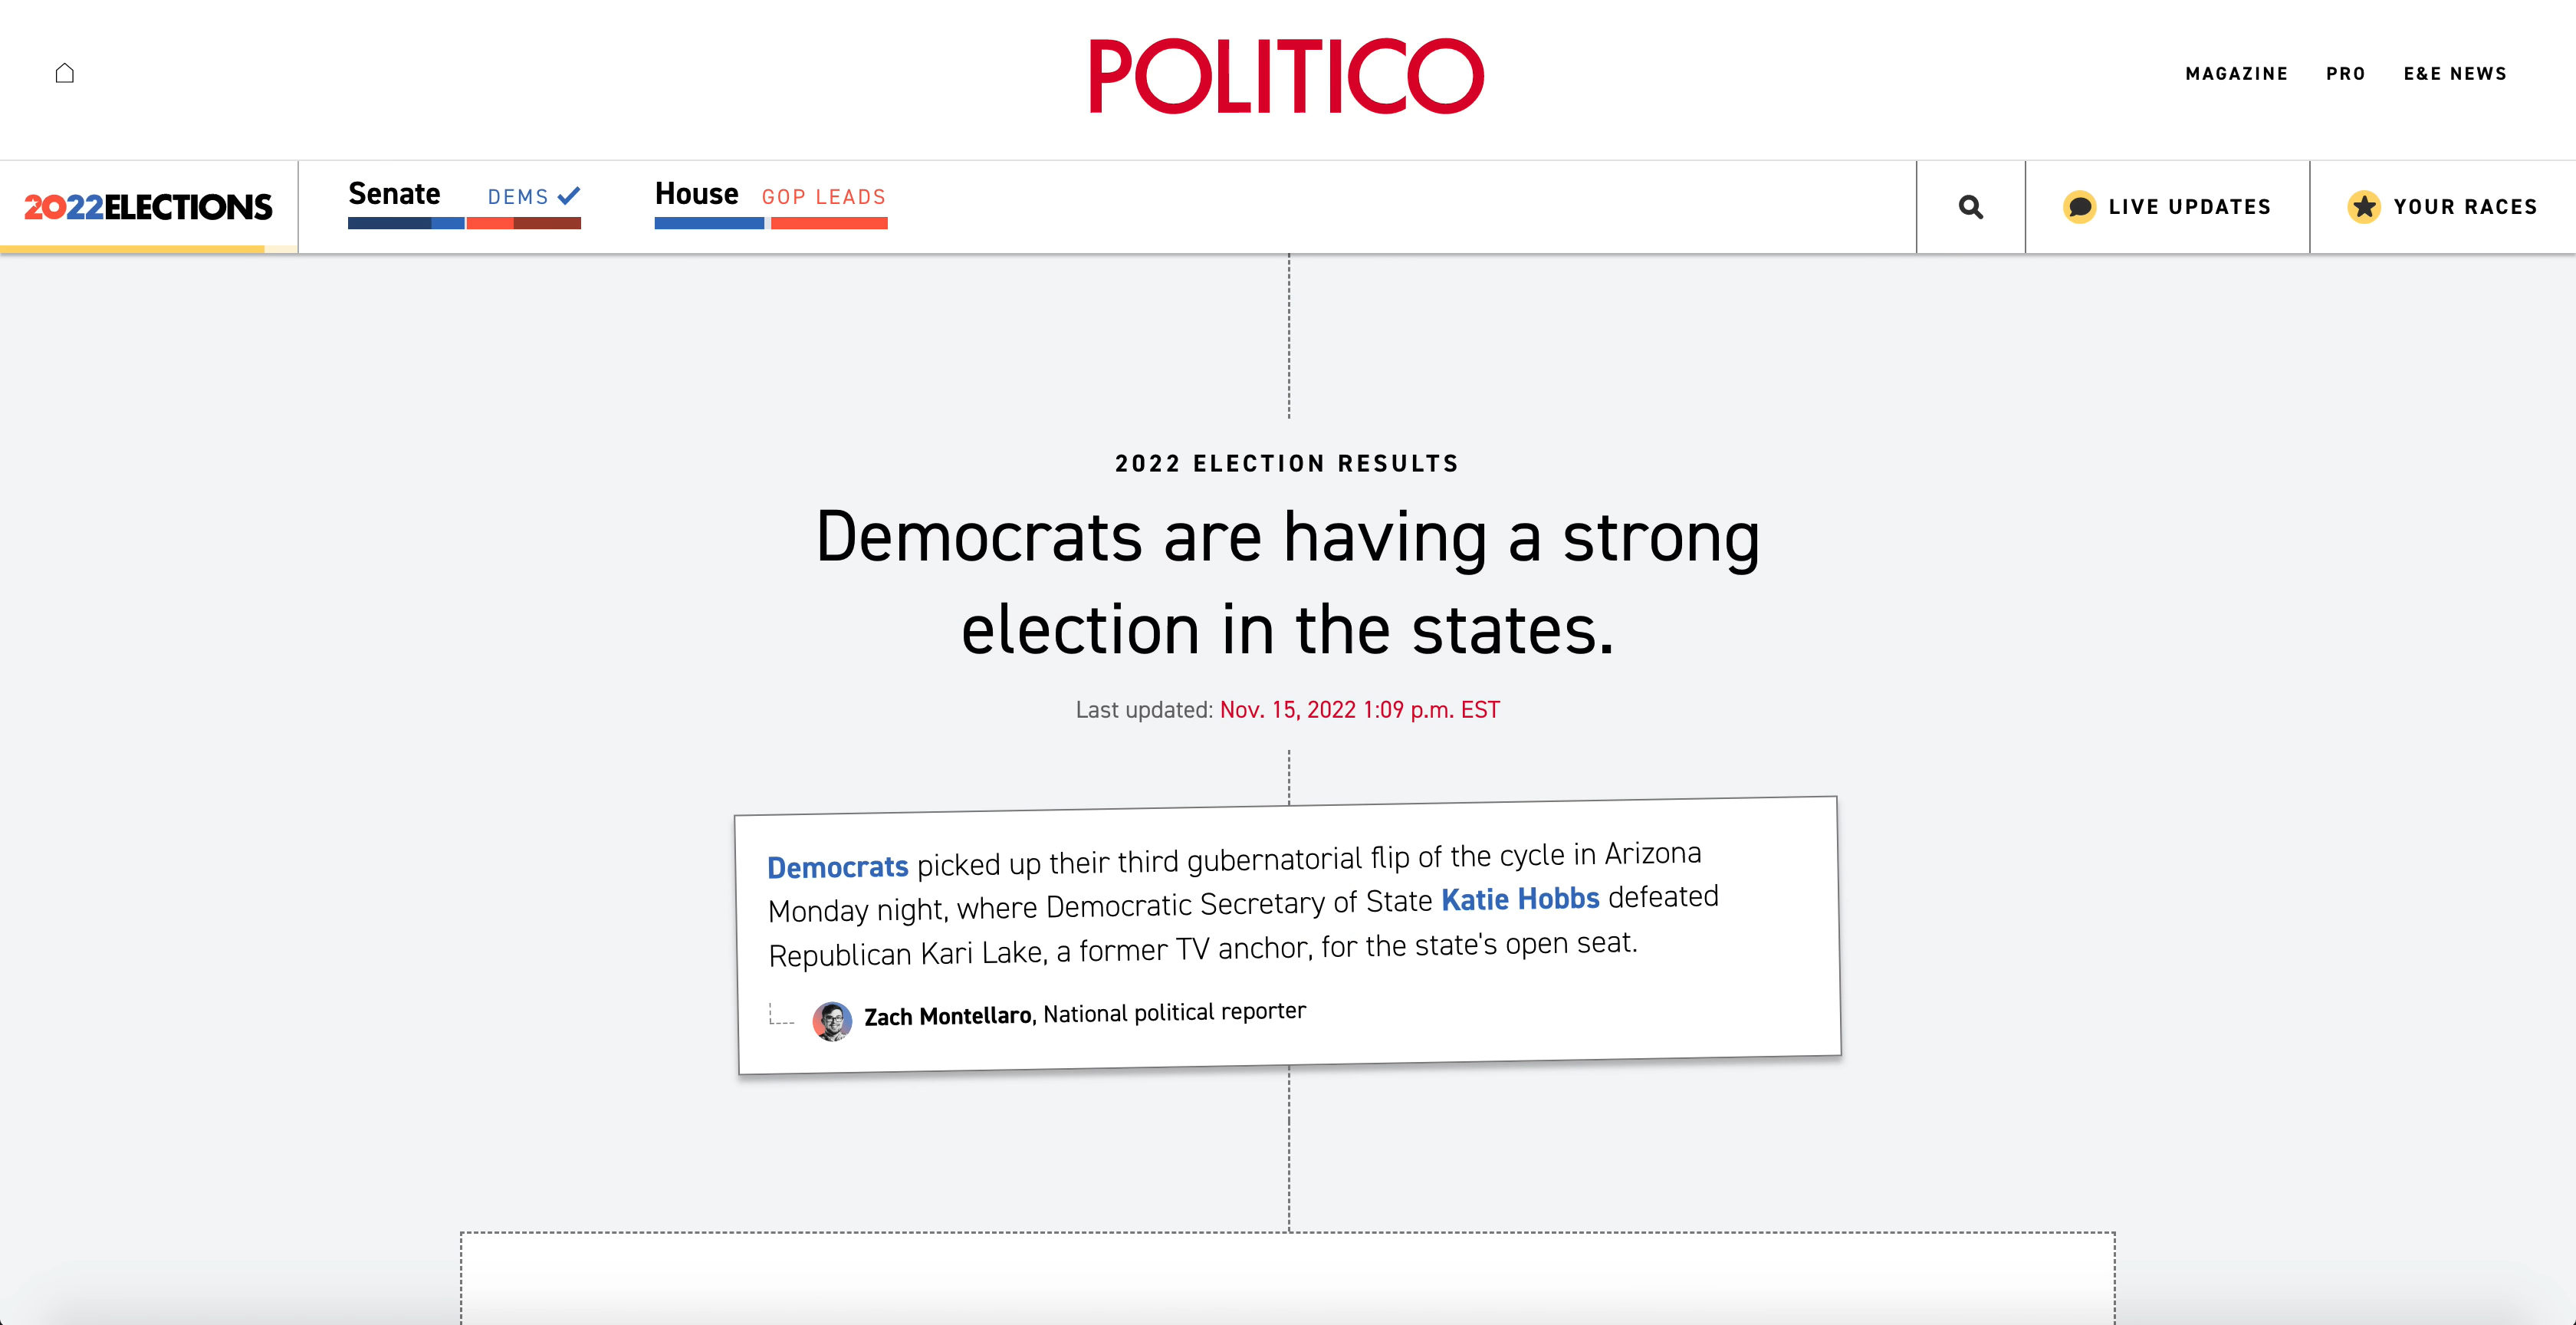 POLITICO
MAGAZINE PRO E&E NEWS
2022ELECTIONS
Senate DEMS
House GOP LEADS
LIVE UPDATES
YOUR RACES
2022 ELECTION RESULTS
Democrats are having a strong
election in the states.
Last updated: Nov. 15, 2022 1:09 p.m. EST
Democrats picked up their third gubernatorial flip of the cycle in Arizona
Monday night, where Democratic Secretary of State Katie Hobbs defeated
Republican Kari Lake, a former TV anchor, for the state's open seat.
Zach Montellaro, National political reporter